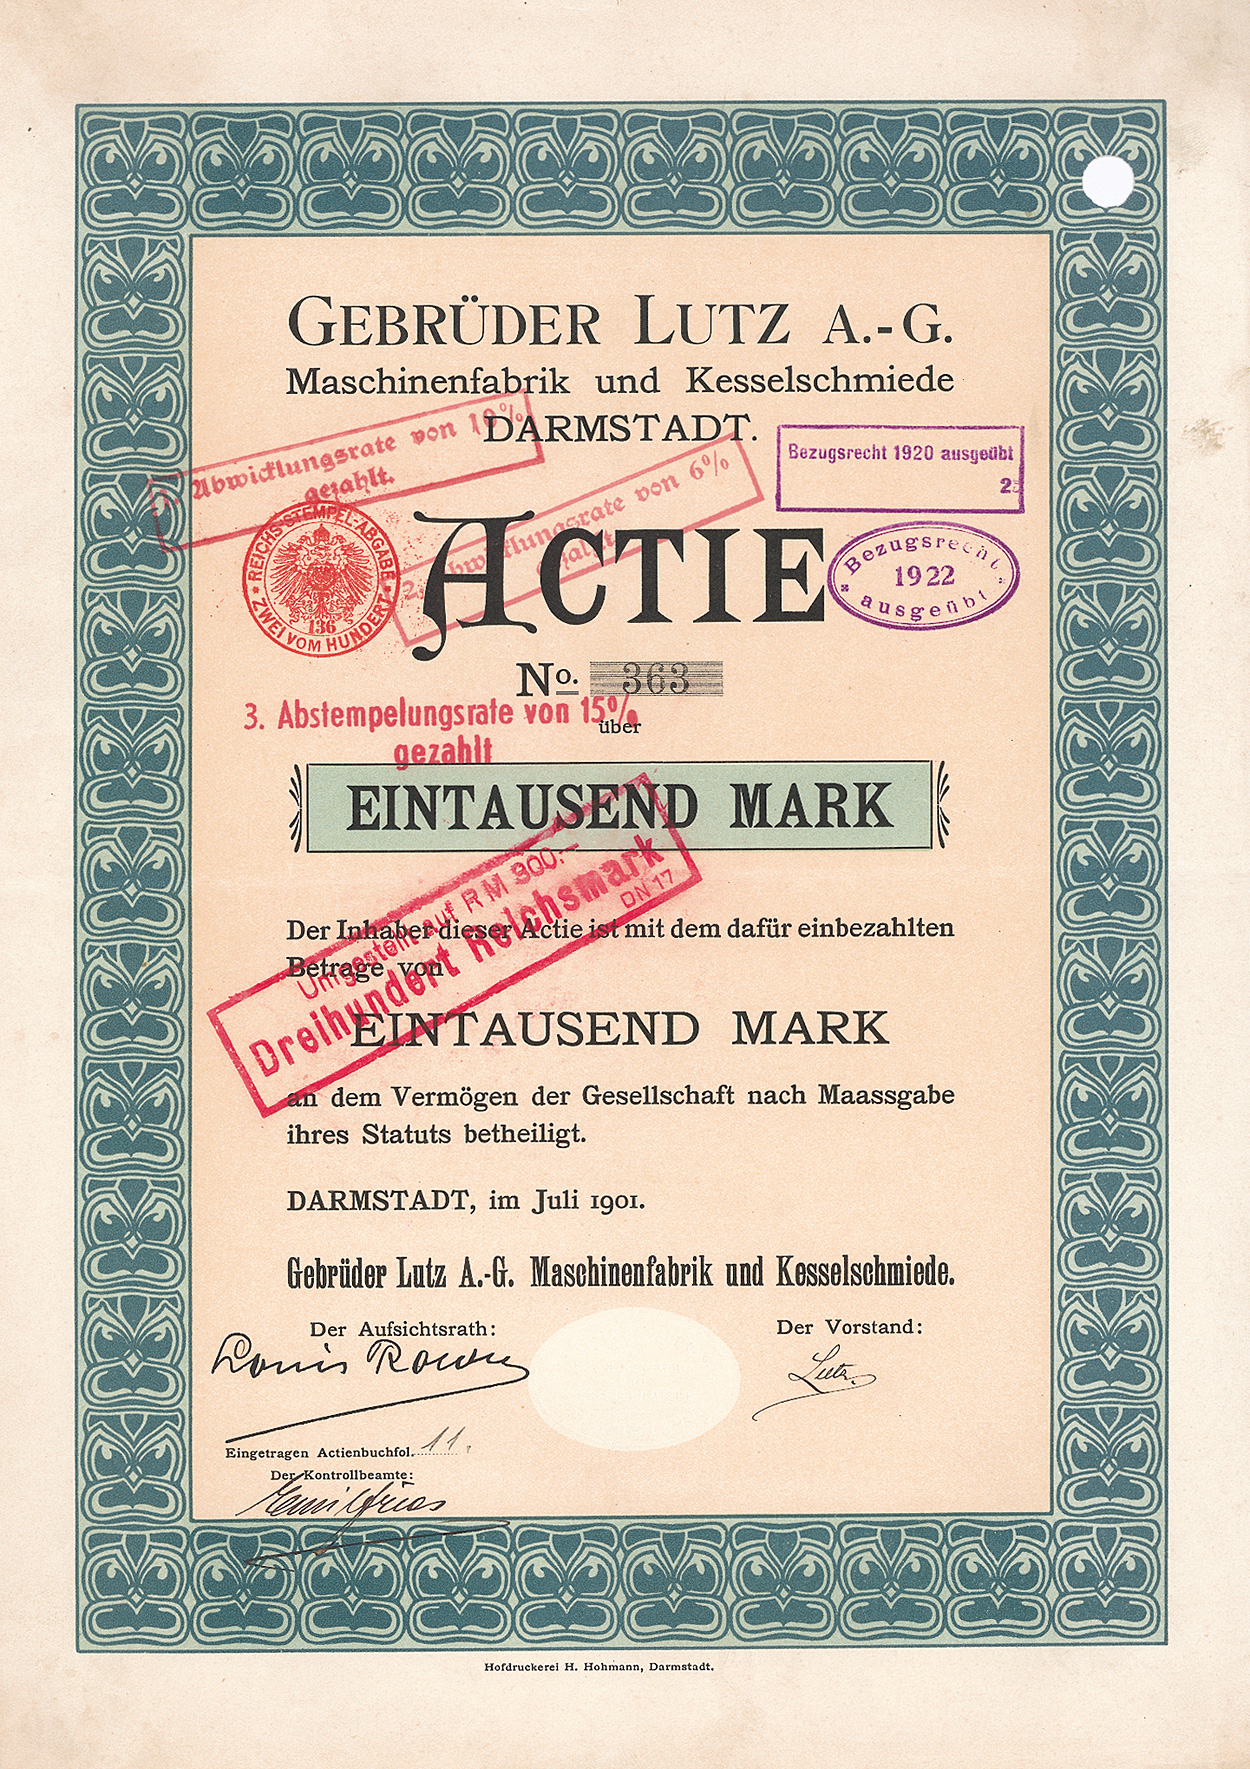 GEBRÜDER LUTZ A.-G.
Maschinenfabrik und Kesselschmiede
DARMSTADT.
1. Abwicklungsrate von 10%
gezahlt.
Bezugsrecht 1920 ausgeübt
2. Abwicklungsrate von 6%
gezahlt
REICHS-STEMPEL-ABGABE
136
ZWEI VOM HUNDERT
ACTIE
Bezugsrecht
1922
ausgeübt
No. 363
3. Abstempelungsrate von 15%
gezahlt
über
EINTAUSEND MARK
Umgestellt auf RM 300.-
Dreihundert Reichsmark
DN 17
Der Inhaber dieser Actie ist mit dem dafür einbezahlten
Betrage von
EINTAUSEND MARK
an dem Vermögen der Gesellschaft nach Maassgabe
ihres Statuts betheiligt.
DARMSTADT, im Juli 1901.
Gebrüder Lutz A.-G. Maschinenfabrik und Kesselschmiede.
Der Aufsichtsrath:
Der Vorstand:
Louis
Lutz.
Eingetragen Actienbuchfol. 11.
Der Kontrollbeamte:
Hofdruckerei H. Hohmann, Darmstadt.